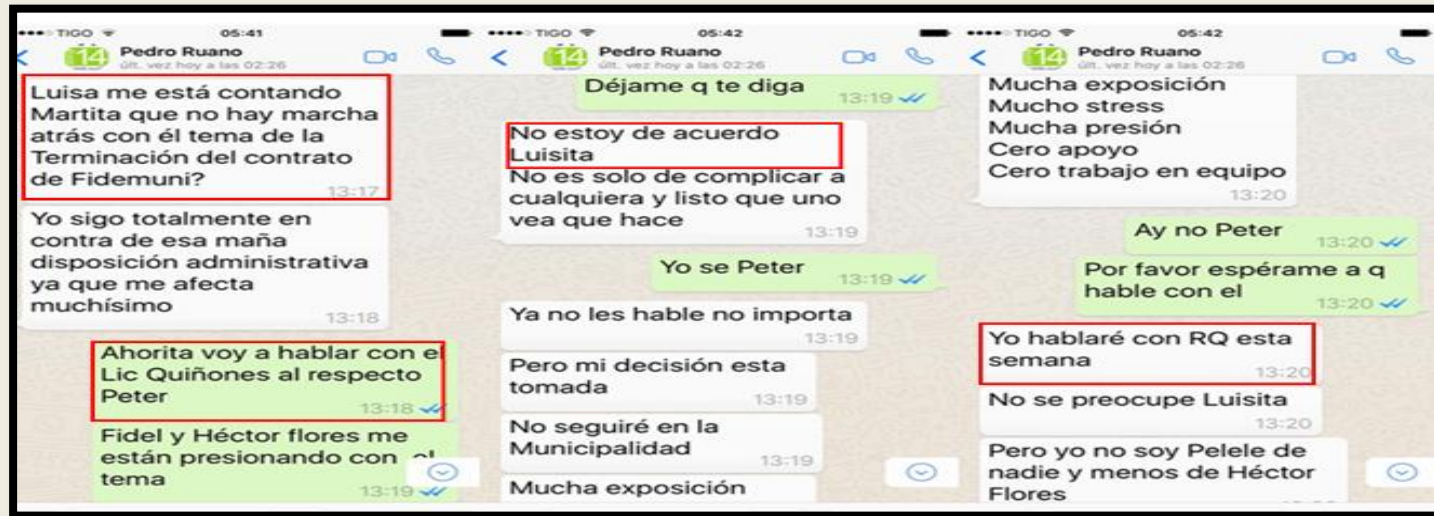 TIGO 05:41
14 Pedro Ruano
últ. vez hoy a las 02:26
Luisa me está contando
Martita que no hay marcha
atrás con él tema de la
Terminación del contrato
de Fidemuni?
13:17
Yo sigo totalmente en
contra de esa maña
disposición administrativa
ya que me afecta
muchísimo
13:18
Ahorita voy a hablar con el
Lic Quiñones al respecto
Peter
13:18
Fidel y Héctor flores me
están presionando con el
tema
13:19
TIGO 05:42
14 Pedro Ruano
últ. vez hoy a las 02:26
Déjame q te diga
13:19
No estoy de acuerdo
Luisita
No es solo de complicar a
cualquiera y listo que uno
vea que hace
13:19
Yo se Peter
13:19
Ya no les hable no importa
13:19
Pero mi decisión esta
tomada
13:19
No seguiré en la
Municipalidad
13:19
Mucha exposición
TIGO 05:42
14 Pedro Ruano
últ. vez hoy a las 02:26
Mucha exposición
Mucho stress
Mucha presión
Cero apoyo
Cero trabajo en equipo
13:20
Ay no Peter
13:20
Por favor espérame a q
hable con el
13:20
Yo hablaré con RQ esta
semana
13:20
No se preocupe Luisita
13:20
Pero yo no soy Pelele de
nadie y menos de Héctor
Flores